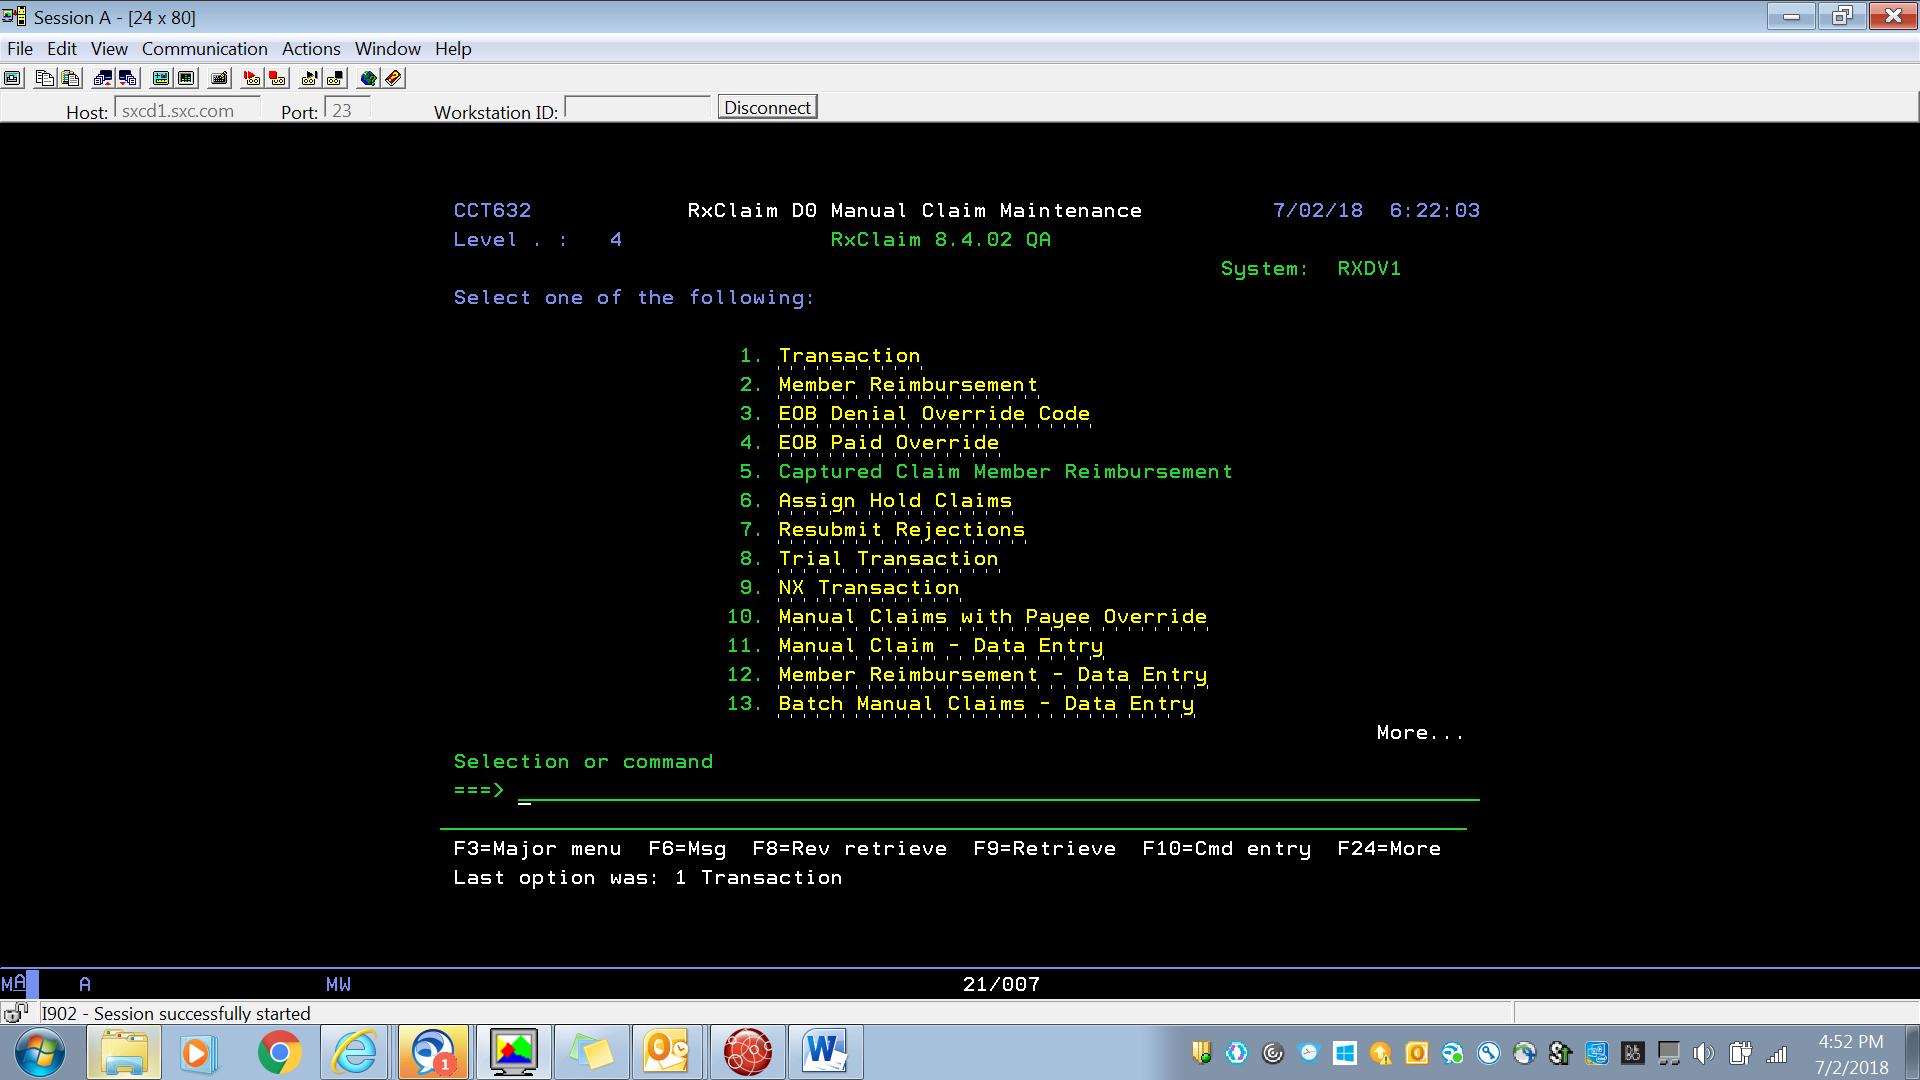 Session A - [24 x 80]
File Edit View Communication Actions Window Help
Host: sxcd1.sxc.com Port: 23 Workstation ID: Disconnect
CCT632 RxClaim D0 Manual Claim Maintenance 7/02/18 6:22:03
Level . : 4 RxClaim 8.4.02 QA
System: RXDV1
Select one of the following:
1. Transaction
2. Member Reimbursement
3. EOB Denial Override Code
4. EOB Paid Override
5. Captured Claim Member Reimbursement
6. Assign Hold Claims
7. Resubmit Rejections
8. Trial Transaction
9. NX Transaction
10. Manual Claims with Payee Override
11. Manual Claim - Data Entry
12. Member Reimbursement - Data Entry
13. Batch Manual Claims - Data Entry
More...
Selection or command
===>
F3=Major menu F6=Msg F8=Rev retrieve F9=Retrieve F10=Cmd entry F24=More
Last option was: 1 Transaction
MA A MW 21/007
I902 - Session successfully started
1
4:52 PM
7/2/2018